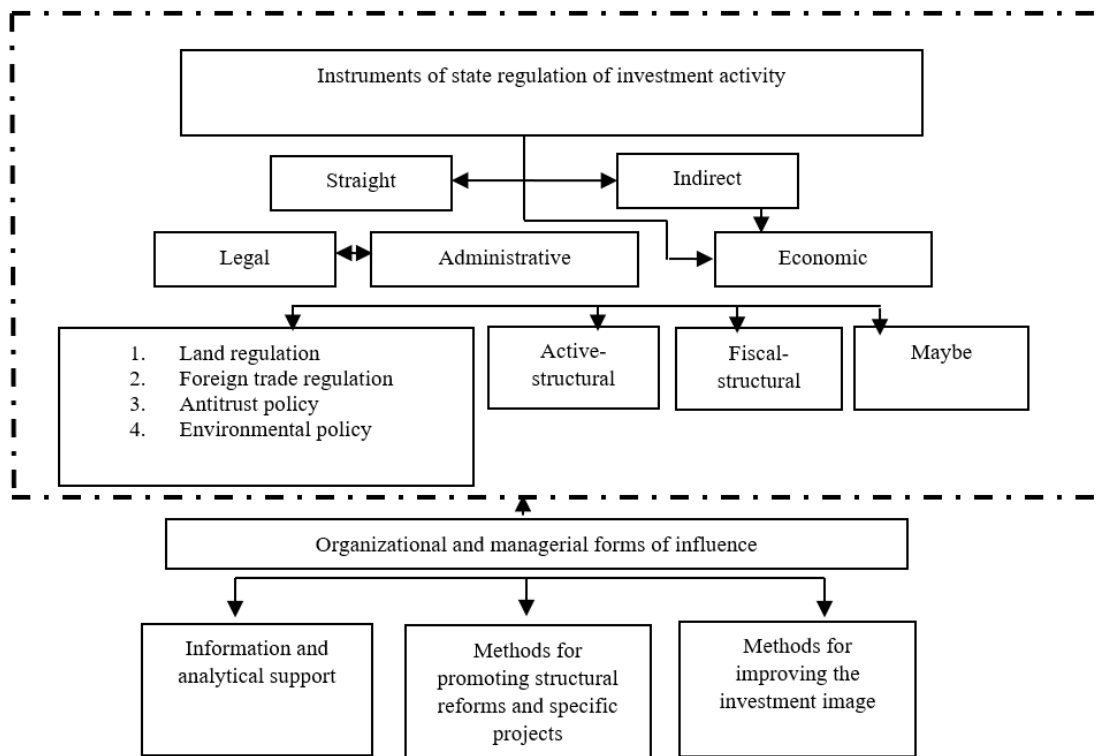 Instruments of state regulation of investment activity
Straight
Indirect
Legal
Administrative
Economic
1. Land regulation
2. Foreign trade regulation
3. Antitrust policy
4. Environmental policy
Active-
structural
Fiscal-
structural
Maybe
Organizational and managerial forms of influence
Information and
analytical support
Methods for
promoting structural
reforms and specific
projects
Methods for
improving the
investment image